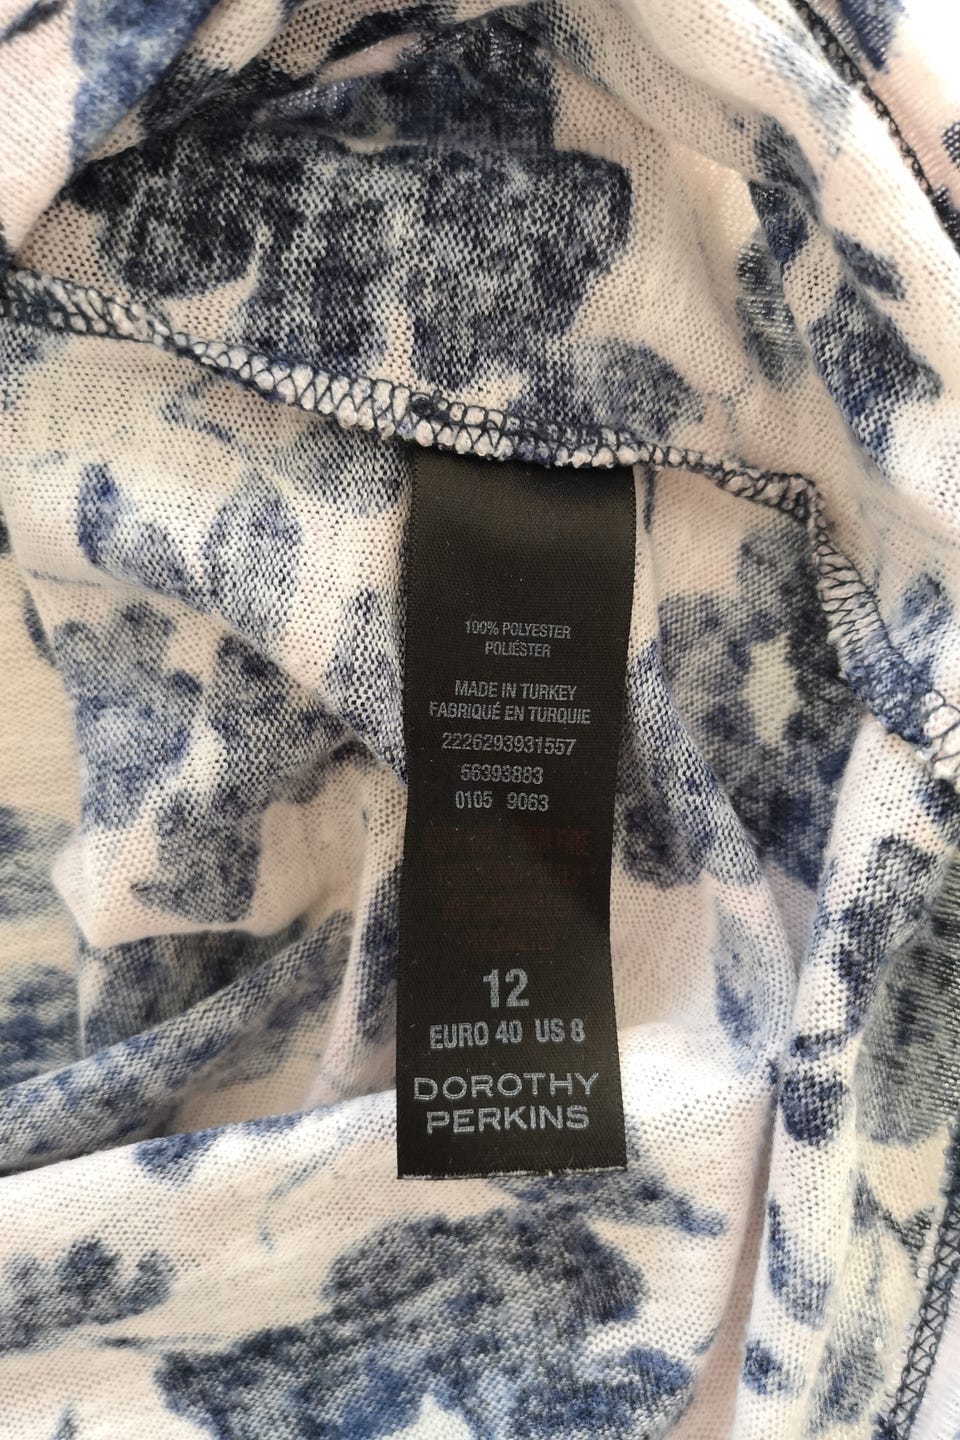 100% POLYESTER
POLIÉSTER
MADE IN TURKEY
FABRIQUÉ EN TURQUIE
2226293931557
56393883
0105 9063
12
EURO 40 US 8
DOROTHY
PERKINS